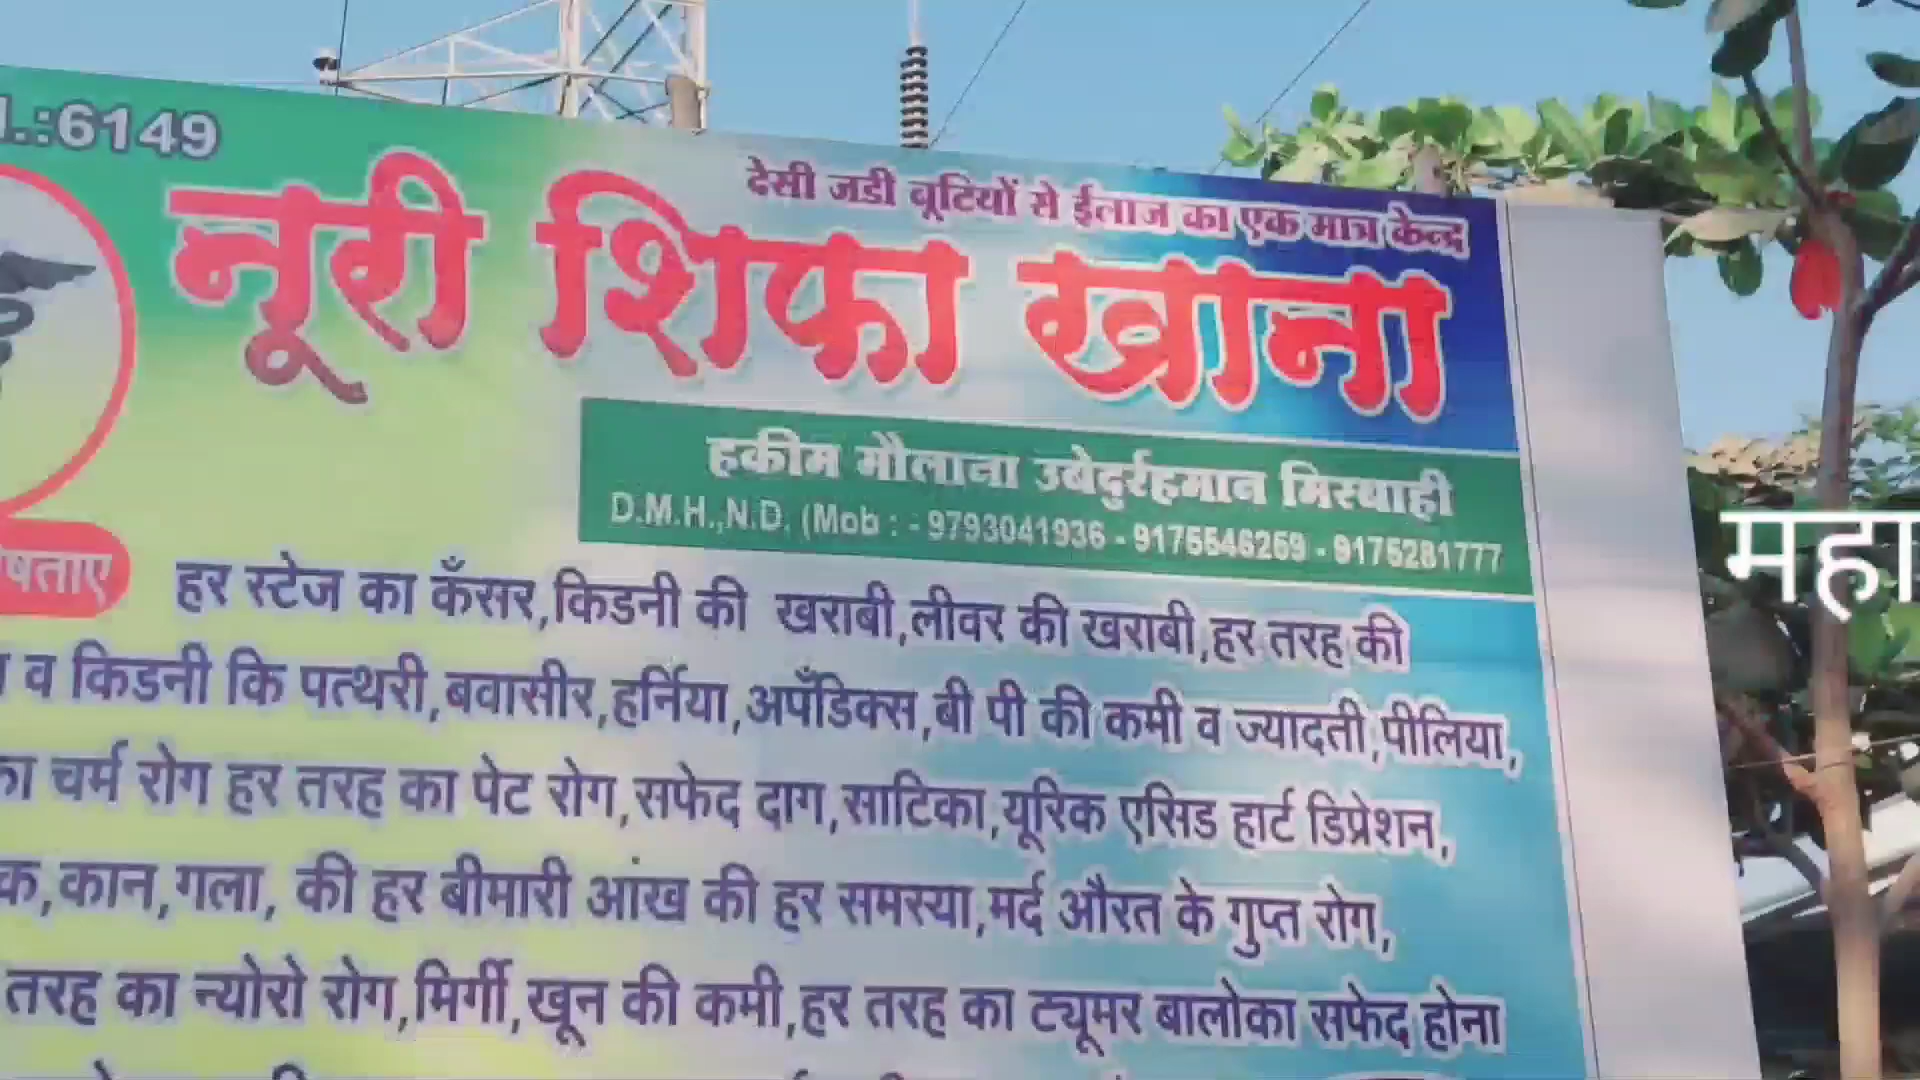 .:6149
देसी जडी बूटियों से ईलाज का एक मात्र केन्द्र
नूरी शिफा खाना
हकीम मौलाना उबेदुर्रहमान मिस्बाही
D.M.H.,N.D. (Mob : - 9793041936 - 9175546269 - 9175281777
षताए
हर स्टेज का कँसर,किडनी की खराबी,लीवर की खराबी,हर तरह की
व किडनी कि पत्थरी,बवासीर,हर्निया,अपँडिक्स,बी पी की कमी व ज्यादती,पीलिया,
का चर्म रोग हर तरह का पेट रोग,सफेद दाग,साटिका,यूरिक एसिड हार्ट डिप्रेशन,
क,कान,गला, की हर बीमारी आंख की हर समस्या,मर्द औरत के गुप्त रोग,
तरह का न्योरो रोग,मिर्गी,खून की कमी,हर तरह का ट्यूमर बालोका सफेद होना
महा